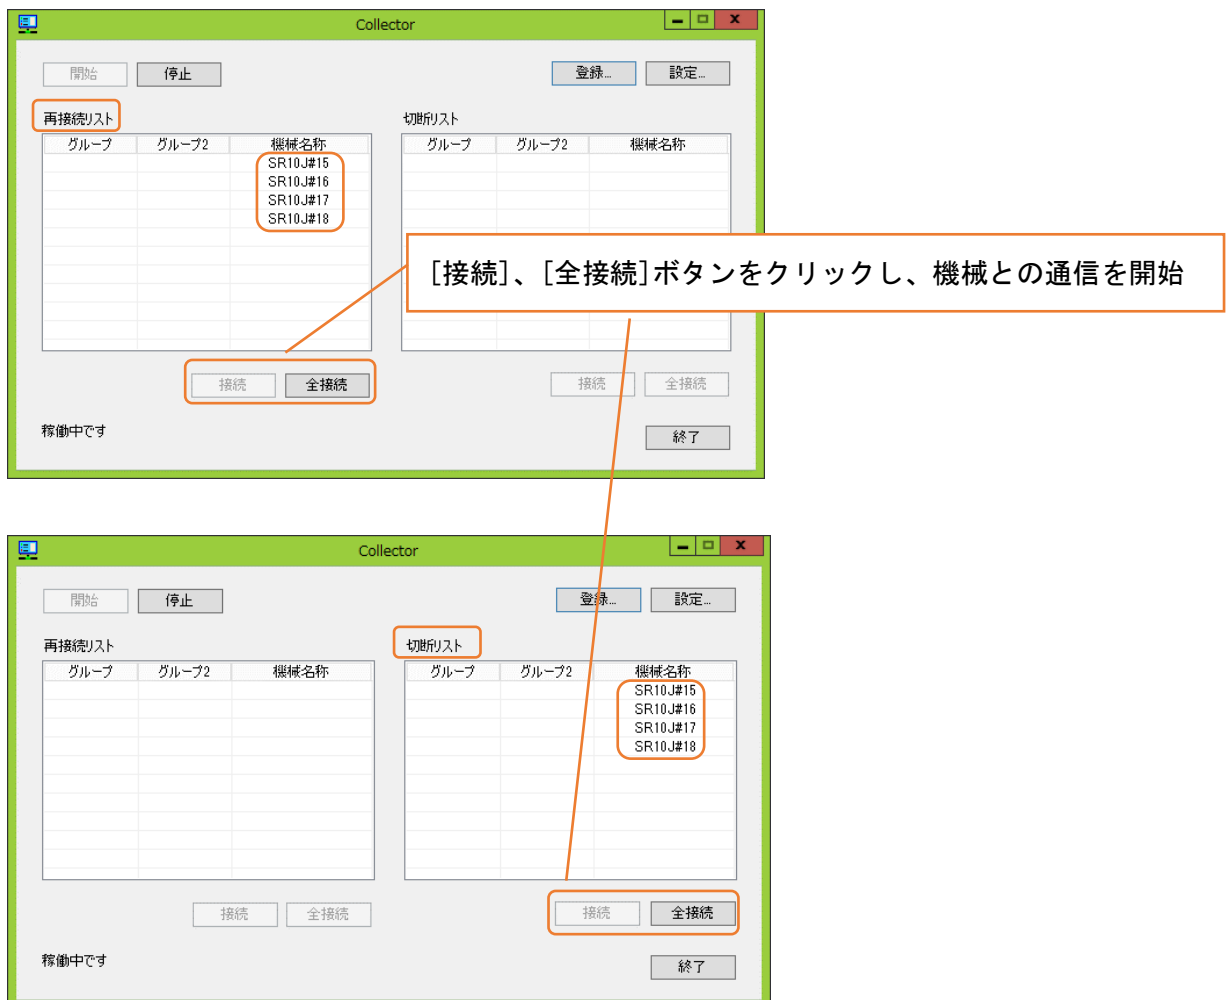 Collector
開始 停止 登録... 設定...
再接続リスト 切断リスト
グループ グループ2 機械名称 グループ グループ2 機械名称
SR10J#15
SR10J#16
SR10J#17
SR10J#18
[接続]、[全接続]ボタンをクリックし、機械との通信を開始
接続 全接続 接続 全接続
稼働中です 終了
Collector
開始 停止 登録... 設定...
再接続リスト 切断リスト
グループ グループ2 機械名称 グループ グループ2 機械名称
SR10J#15
SR10J#16
SR10J#17
SR10J#18
接続 全接続 接続 全接続
稼働中です 終了